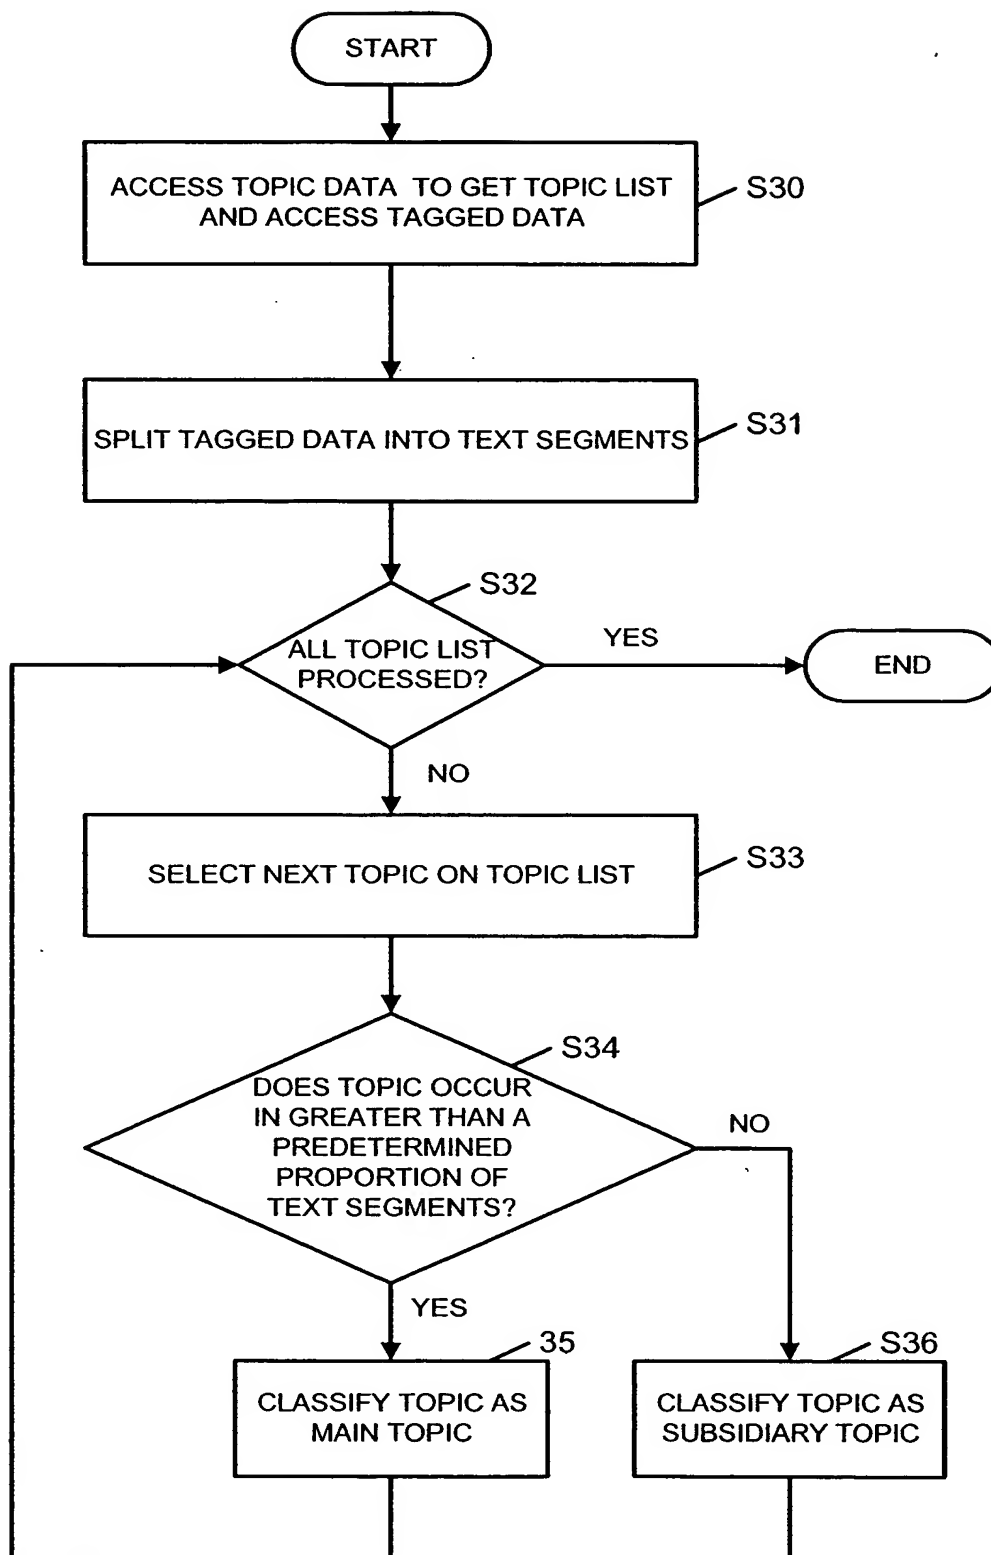 START
ACCESS TOPIC DATA TO GET TOPIC LIST
AND ACCESS TAGGED DATA
S30
SPLIT TAGGED DATA INTO TEXT SEGMENTS
S31
S32
ALL TOPIC LIST
PROCESSED?
YES
END
NO
SELECT NEXT TOPIC ON TOPIC LIST
S33
S34
DOES TOPIC OCCUR
IN GREATER THAN A
PREDETERMINED
PROPORTION OF
TEXT SEGMENTS?
NO
YES
35
CLASSIFY TOPIC AS
MAIN TOPIC
S36
CLASSIFY TOPIC AS
SUBSIDIARY TOPIC